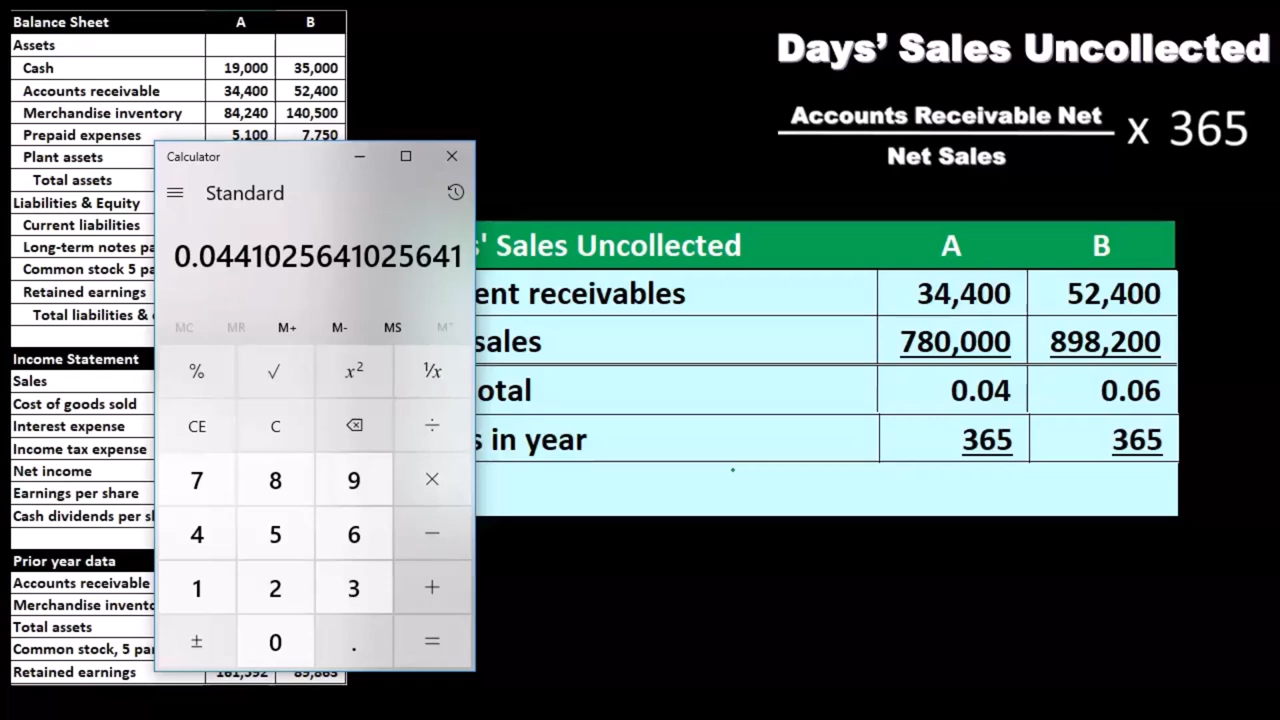 Balance Sheet A B
Assets
Cash 19,000 35,000
Accounts receivable 34,400 52,400
Merchandise inventory 84,240 140,500
Prepaid expenses 5,100 7,750
Plant assets
Total assets
Liabilities & Equity
Current liabilities
Long-term notes
Common stock 5
Retained earnings
Total liabilities &
Income Statement
Sales
Cost of goods sold
Interest expense
Income tax expense
Net income
Earnings per share
Cash dividends per
Prior year data
Accounts receivable
Merchandise
Total assets
Common stock, 5
Retained earnings 161,592 89,863
Calculator
Standard
0.0441025641025641
MC MR M+ M- MS M
% √ x² ¹/x
CE C ÷
7 8 9 ×
4 5 6 −
1 2 3 +
± 0 . =
Days’ Sales Uncollected
Accounts Receivable Net
Net Sales
x 365
Sales Uncollected A B
receivables 34,400 52,400
sales 780,000 898,200
0.04 0.06
in year 365 365